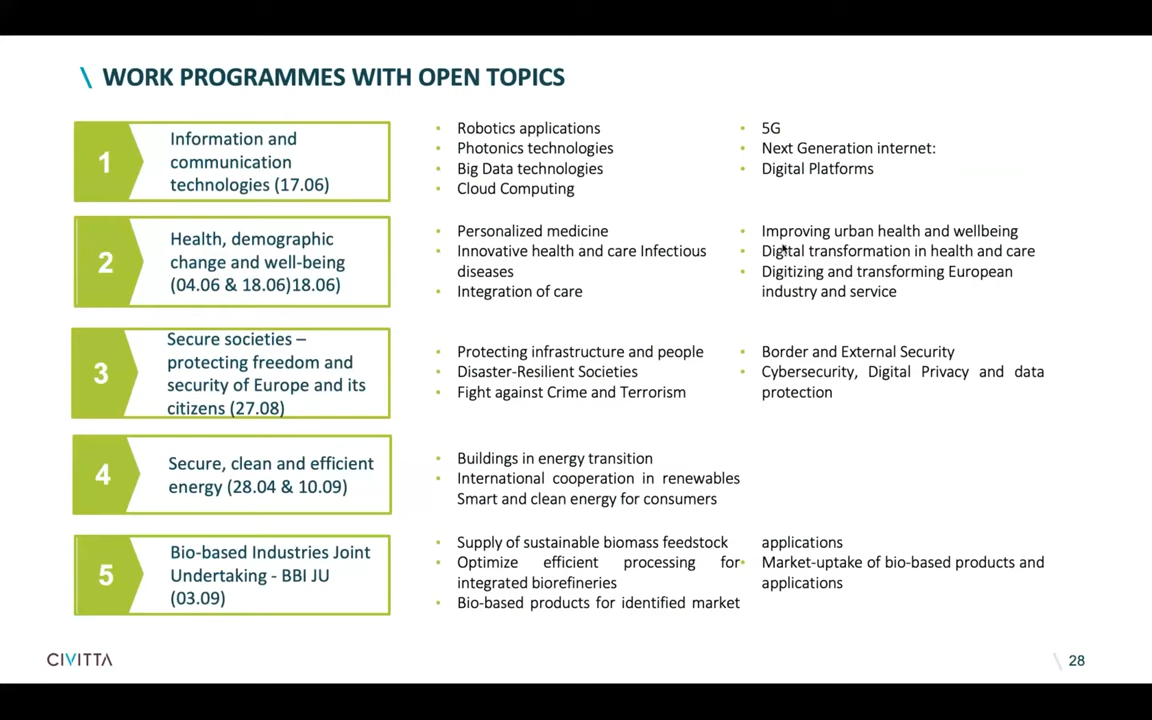 \ WORK PROGRAMMES WITH OPEN TOPICS
1
Information and
communication
technologies (17.06)
• Robotics applications
• Photonics technologies
• Big Data technologies
• Cloud Computing
• 5G
• Next Generation internet:
• Digital Platforms
2
Health, demographic
change and well-being
(04.06 & 18.06)18.06)
• Personalized medicine
• Innovative health and care Infectious
diseases
• Integration of care
• Improving urban health and wellbeing
• Digital transformation in health and care
• Digitizing and transforming European
industry and service
3
Secure societies –
protecting freedom and
security of Europe and its
citizens (27.08)
• Protecting infrastructure and people
• Disaster-Resilient Societies
• Fight against Crime and Terrorism
• Border and External Security
• Cybersecurity, Digital Privacy and data
protection
4
Secure, clean and efficient
energy (28.04 & 10.09)
• Buildings in energy transition
• International cooperation in renewables
Smart and clean energy for consumers
5
Bio-based Industries Joint
Undertaking - BBI JU
(03.09)
• Supply of sustainable biomass feedstock
• Optimize efficient processing for
integrated biorefineries
• Bio-based products for identified market
applications
• Market-uptake of bio-based products and
applications
CIVITTA
\ 28